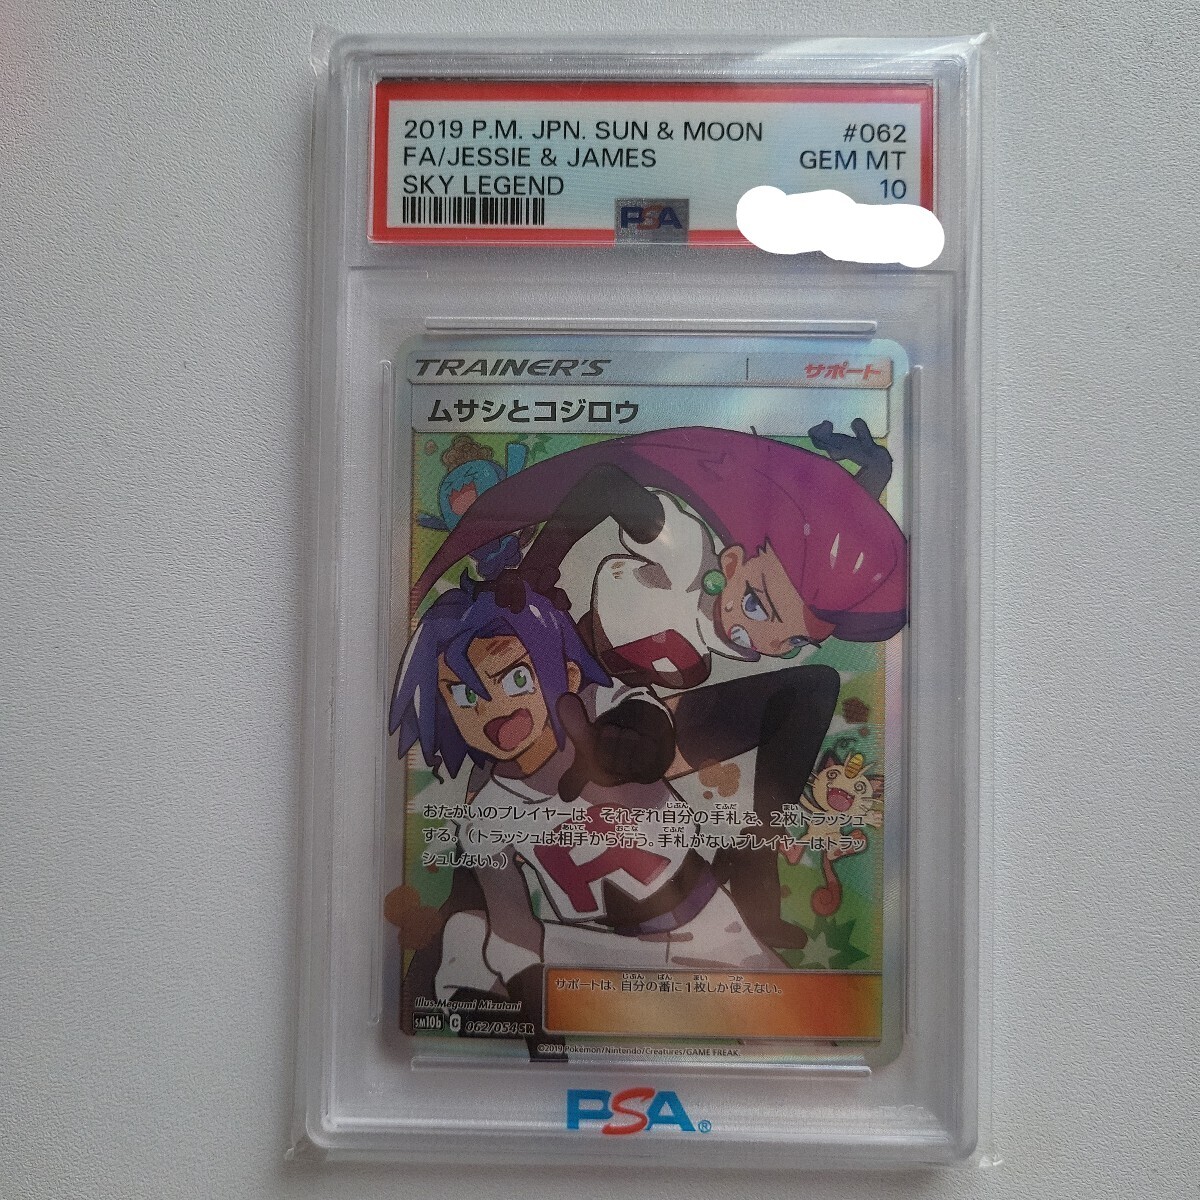 2019 P.M. JPN. SUN & MOON #062
FA/JESSIE & JAMES GEM MT
SKY LEGEND 10
PSA
TRAINER'S サポート
ムサシとコジロウ
R
おたがいのプレイヤーは、それぞれ自分の手札を、2枚トラッシュ
する。(トラッシュは相手から行う。手札がないプレイヤーはトラッ
シュしない。)
サポートは、自分の番に1枚しか使えない。
Illus. Megumi Mizutani
SM10b C 062/054 SR
©2019 Pokémon/Nintendo/Creatures/GAME FREAK.
PSA®